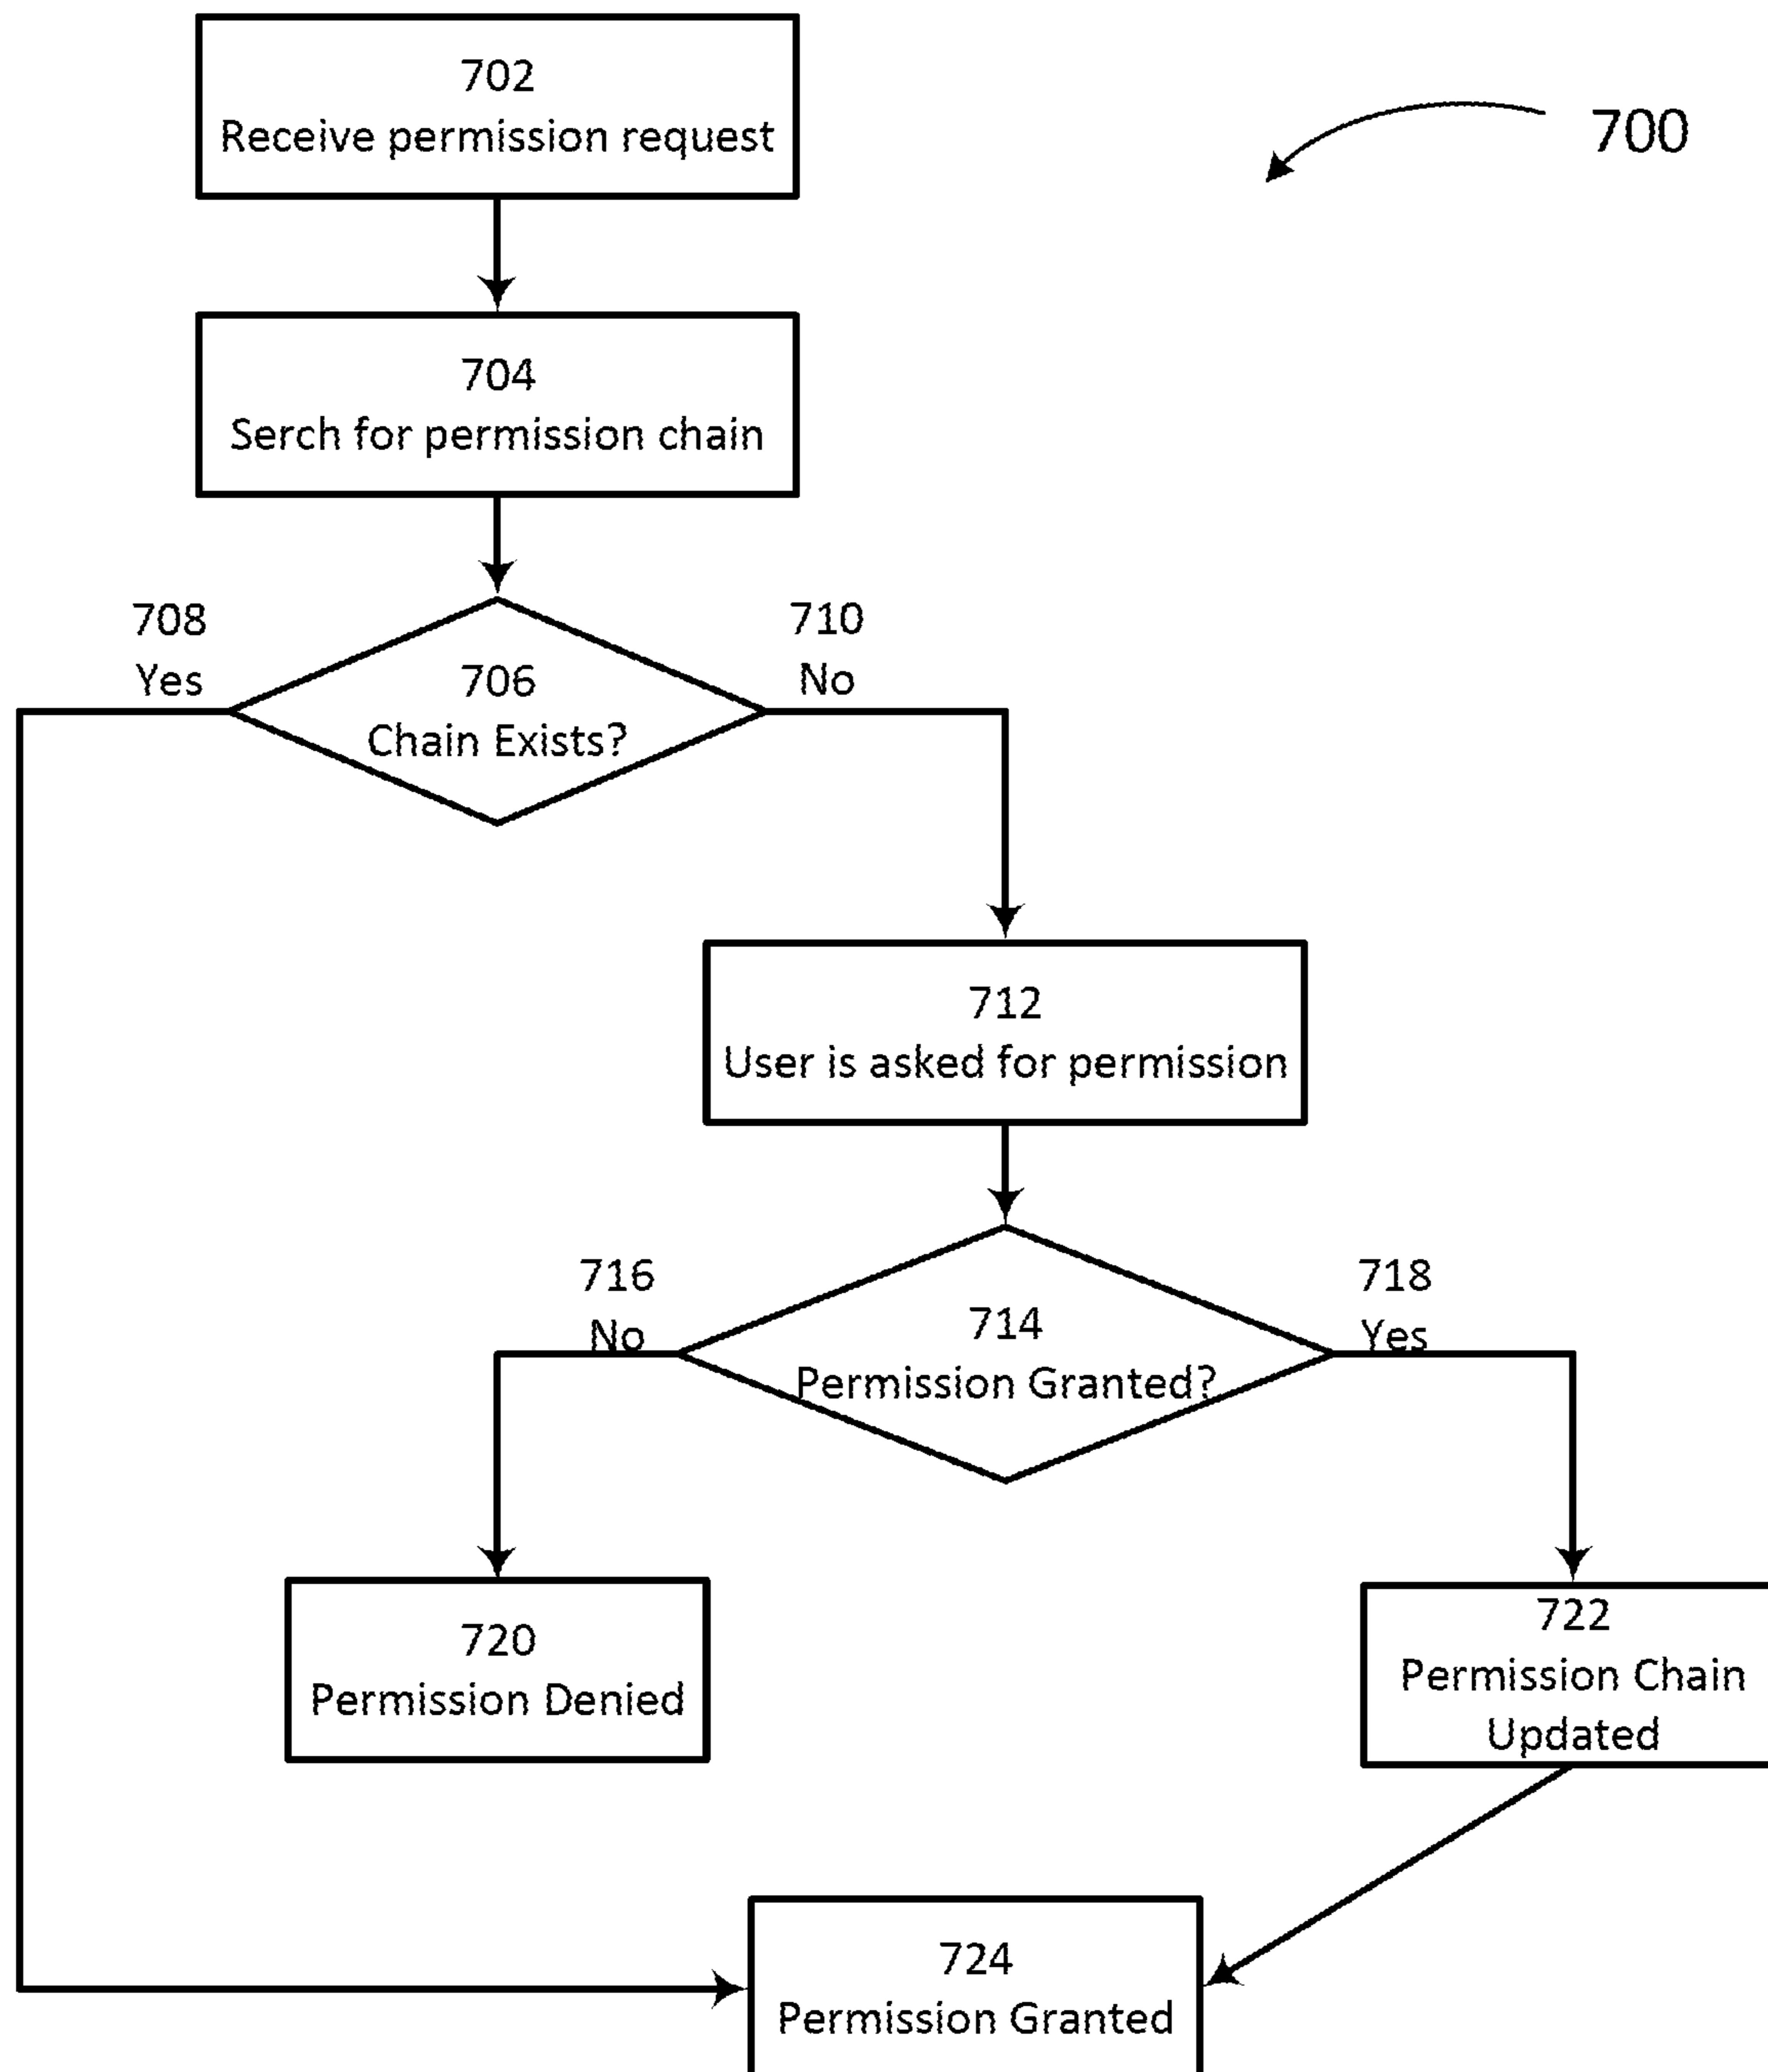 702
Receive permission request
700
704
Serch for permission chain
708
Yes
706
Chain Exists?
710
No
712
User is asked for permission
716
No
714
Permission Granted?
718
Yes
720
Permission Denied
722
Permission Chain
Updated
724
Permission Granted